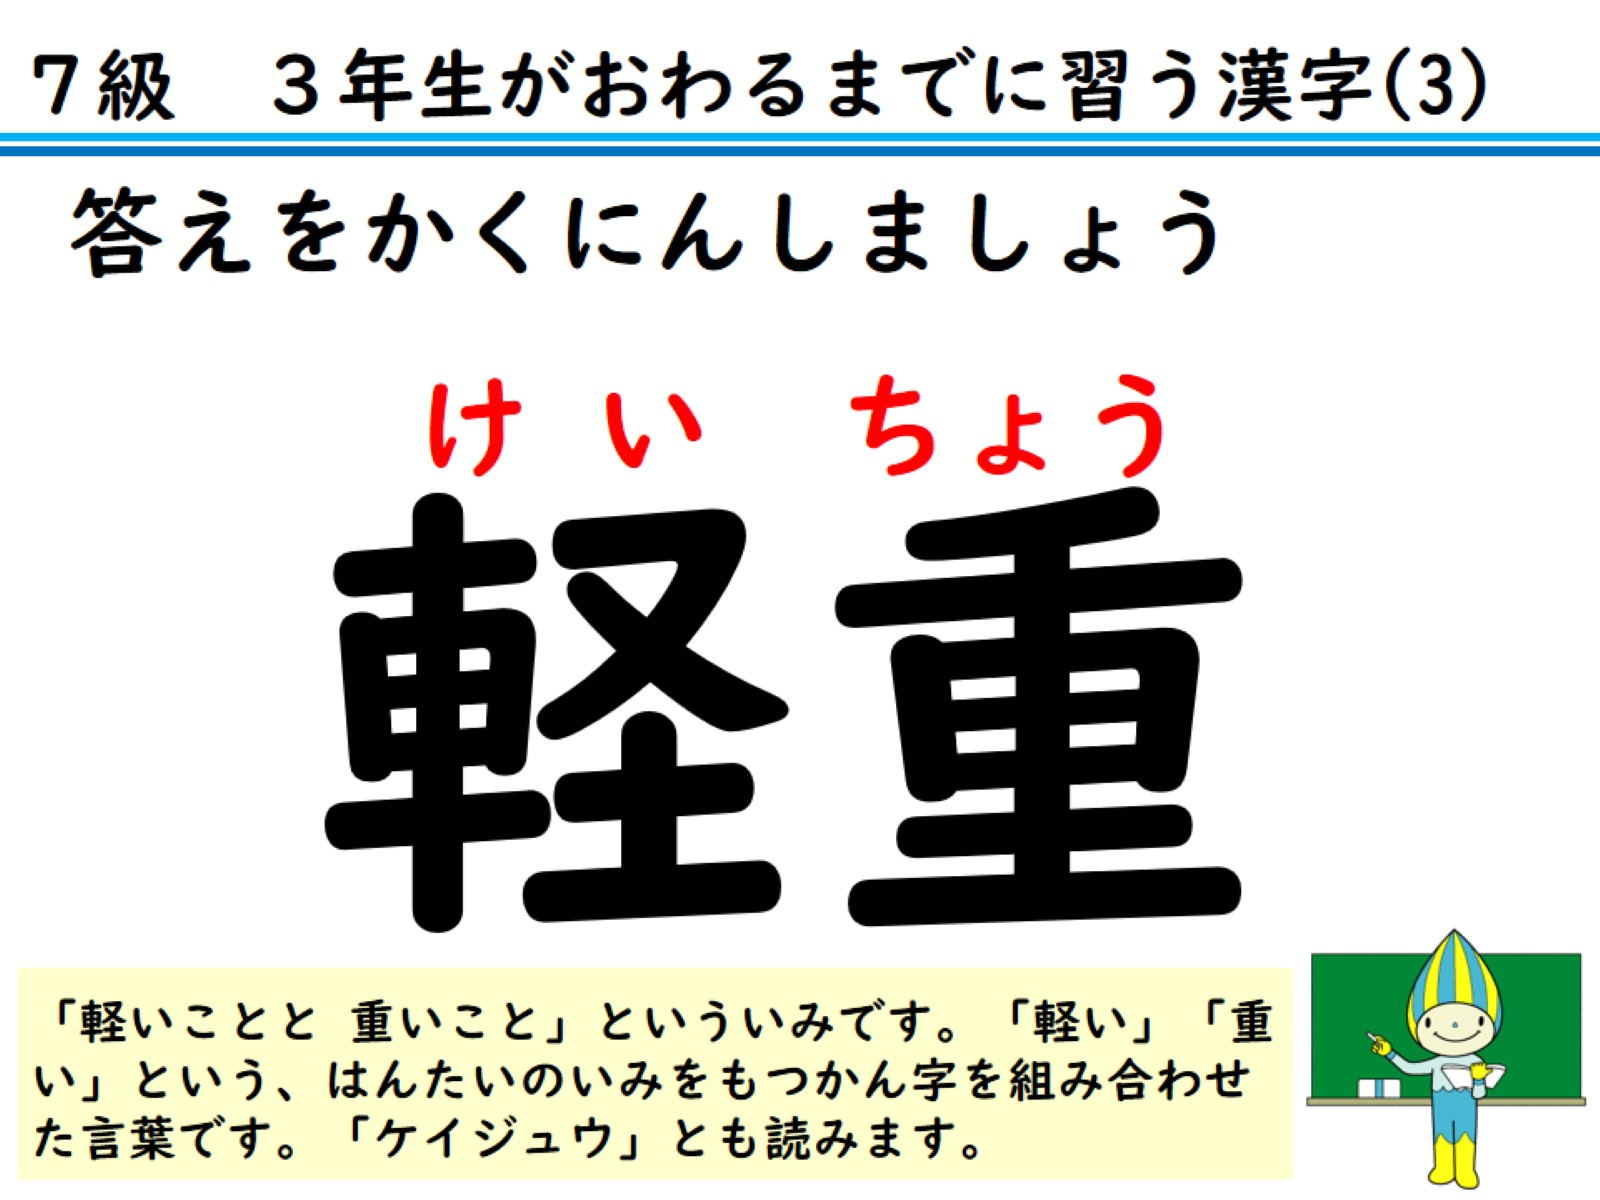 ７級　３年生がおわるまでに習う漢字(3)
答えをかくにんしましょう
けい　ちょう
軽重
「軽いことと 重いこと」といういみです。「軽い」「重
い」という、はんたいのいみをもつかん字を組み合わせ
た言葉です。「ケイジュウ」とも読みます。